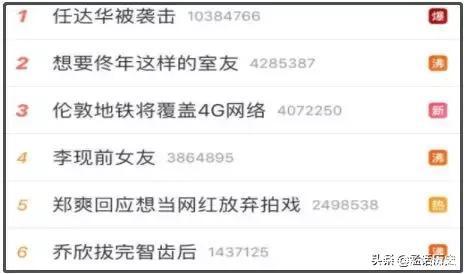 1 任达华被袭击 10384766 爆
2 想要佟年这样的室友 4285387 沸
3 伦敦地铁将覆盖4G网络 4072250 新
4 李现前女友 3864895 沸
5 郑爽回应想当网红放弃拍戏 2498538 热
6 乔欣拔完智齿后 1437125 沸
头条@